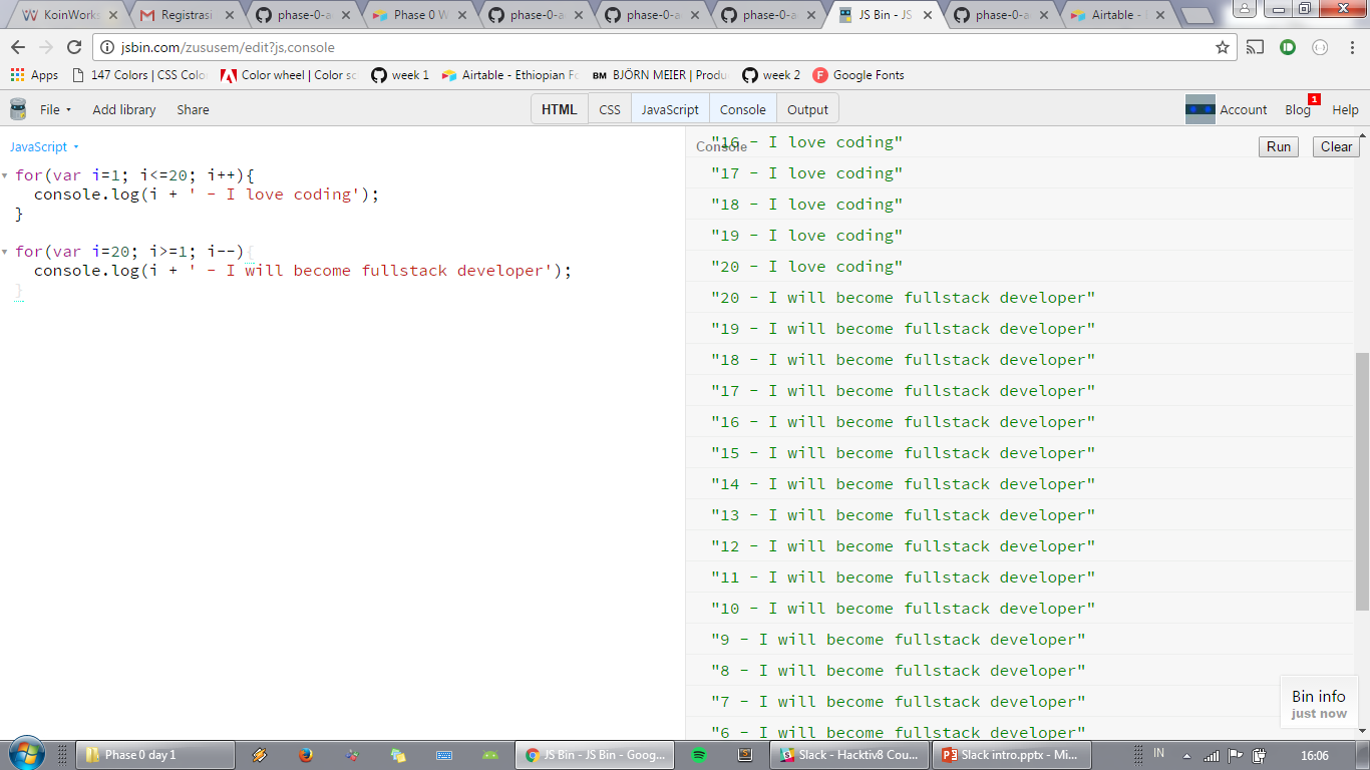 KoinWorks
Registrasi
phase-0-a
Phase 0 W
phase-0-a
phase-0-a
phase-0-a
JS Bin - JS
phase-0-a
Airtable -
jsbin.com/zususem/edit?js,console
Apps
147 Colors | CSS Colo
Color wheel | Color sc
week 1
Airtable - Ethiopian Fo
BM
BJÖRN MEIER | Produ
week 2
Google Fonts
File
Add library
Share
HTML
CSS
JavaScript
Console
Output
Account
Blog
1
Help
JavaScript
for(var i=1; i<=20; i++){
console.log(i + ' - I love coding');
}
for(var i=20; i>=1; i--){
console.log(i + ' - I will become fullstack developer');
}
Console
Run
Clear
"16 - I love coding"
"17 - I love coding"
"18 - I love coding"
"19 - I love coding"
"20 - I love coding"
"20 - I will become fullstack developer"
"19 - I will become fullstack developer"
"18 - I will become fullstack developer"
"17 - I will become fullstack developer"
"16 - I will become fullstack developer"
"15 - I will become fullstack developer"
"14 - I will become fullstack developer"
"13 - I will become fullstack developer"
"12 - I will become fullstack developer"
"11 - I will become fullstack developer"
"10 - I will become fullstack developer"
"9 - I will become fullstack developer"
"8 - I will become fullstack developer"
"7 - I will become fullstack developer"
"6 - I will become fullstack developer"
Bin info
just now
Phase 0 day 1
JS Bin - JS Bin - Goog...
Slack - Hacktiv8 Cou...
Slack intro.pptx - Mi...
IN
16:06